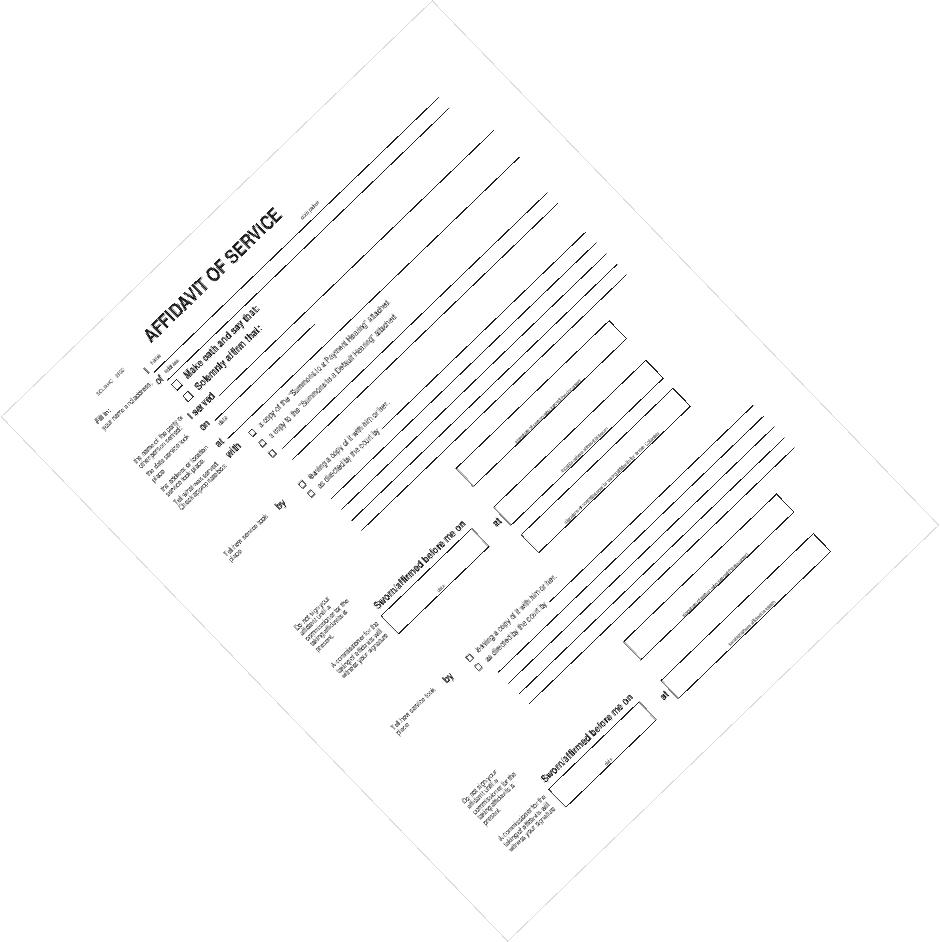 AFFIDAVIT OF SERVICE
Fill in:
your name and address,
I
name
occupation
of
address
Make oath and say that:
Solemnly affirm that:
the name of the party or
other person served
I served
the date service took
place
on
date
the address or location
service took place.
at
Tell what was served
Check appropriate box.
with
a copy of the "Summons to a Payment Hearing" attached.
a copy to the "Summons to a Default Hearing" attached
Tell how service took
place
by
leaving a copy of it with him or her.
as directed by the court by
Do not sign your
affidavit until a
commissioner for the
taking affidavits is
present.
A commissioner for the
taking of affidavits will
witness your signature
Sworn/affirmed before me on
date
at
Tell how service took
place
by
leaving a copy of it with him or her.
as directed by the court by
Do not sign your
affidavit until a
commissioner for the
taking affidavits is
present.
A commissioner for the
taking of affidavits will
witness your signature
Sworn/affirmed before me on
date
at